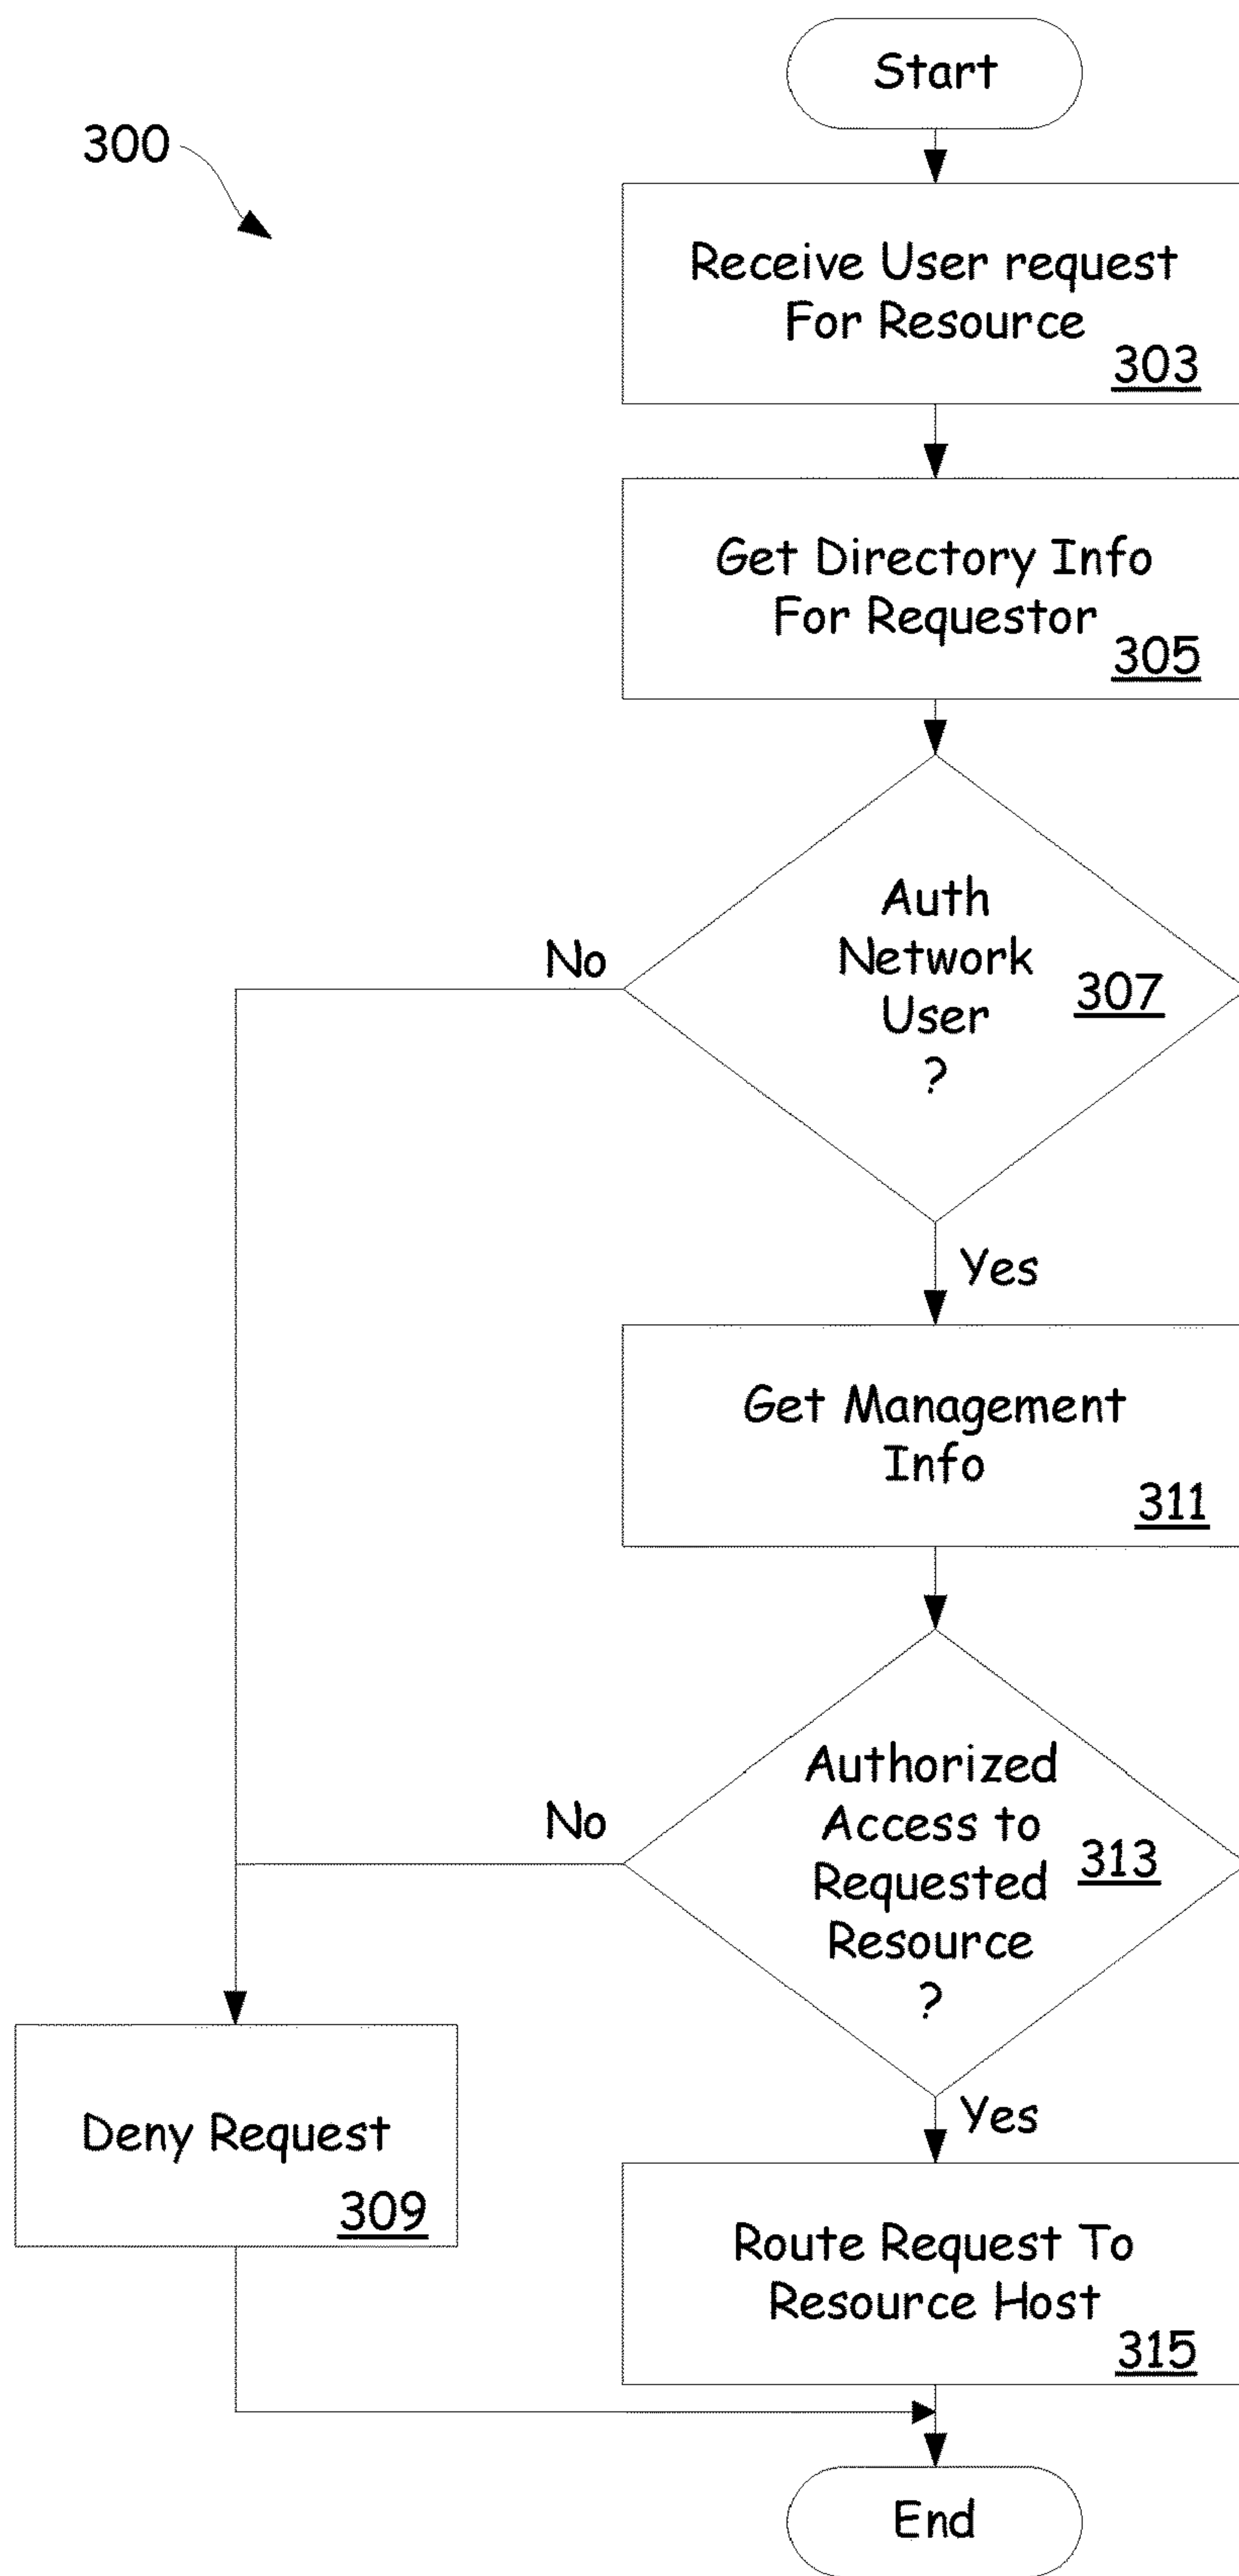 Start
300
Receive User request
For Resource
303
Get Directory Info
For Requestor
305
Auth
Network
User
?
307
No
Yes
Get Management
Info
311
Authorized
Access to
Requested
Resource
?
313
No
Yes
Deny Request
309
Route Request To
Resource Host
315
End